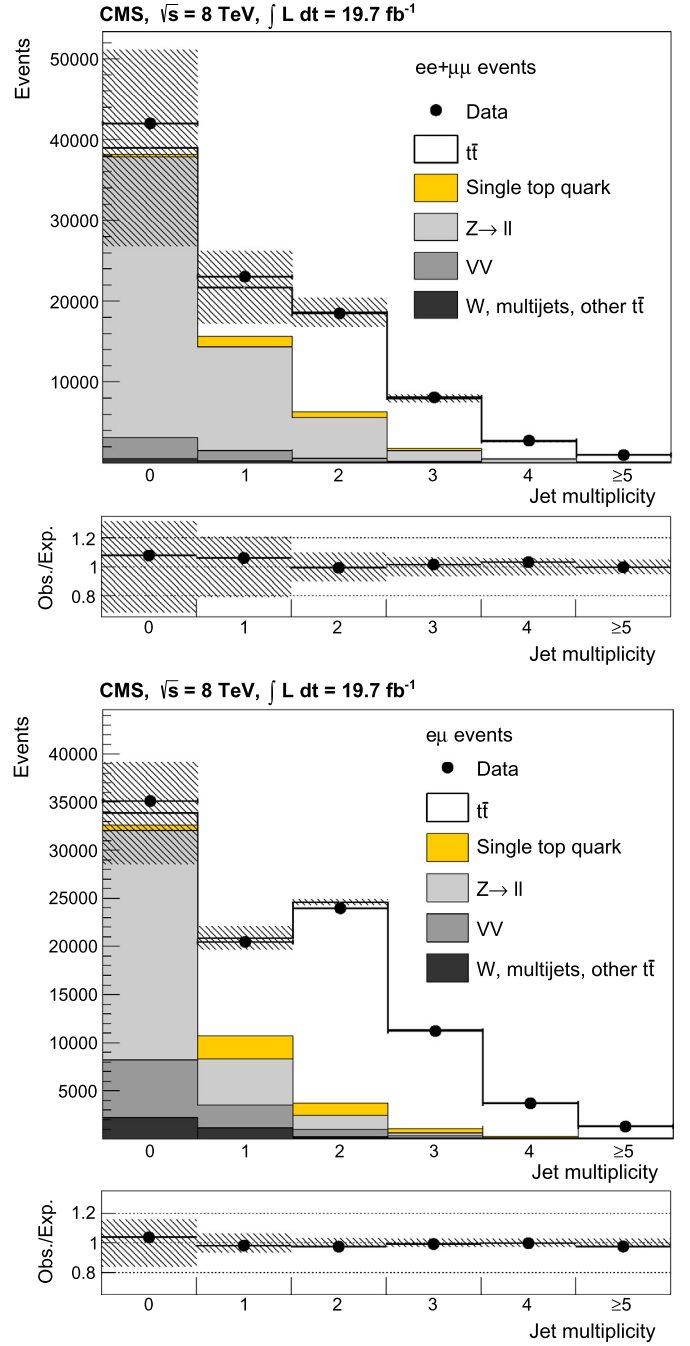 CMS, √s = 8 TeV, ∫ L dt = 19.7 fb⁻¹
Events
50000
40000
30000
20000
10000
ee+μμ events
Data
tt̄
Single top quark
Z→ ll
VV
W, multijets, other tt̄
0 1 2 3 4 ≥5
Jet multiplicity
Obs./Exp.
1.2
1
0.8
0 1 2 3 4 ≥5
Jet multiplicity
CMS, √s = 8 TeV, ∫ L dt = 19.7 fb⁻¹
Events
40000
35000
30000
25000
20000
15000
10000
5000
eμ events
Data
tt̄
Single top quark
Z→ ll
VV
W, multijets, other tt̄
0 1 2 3 4 ≥5
Jet multiplicity
Obs./Exp.
1.2
1
0.8
0 1 2 3 4 ≥5
Jet multiplicity